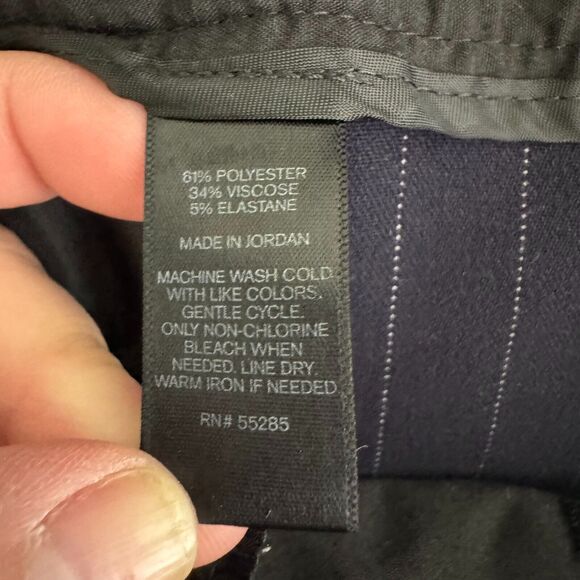 61% POLYESTER
34% VISCOSE
5% ELASTANE
MADE IN JORDAN
MACHINE WASH COLD
WITH LIKE COLORS.
GENTLE CYCLE.
ONLY NON-CHLORINE
BLEACH WHEN
NEEDED. LINE DRY.
WARM IRON IF NEEDED
RN# 55285